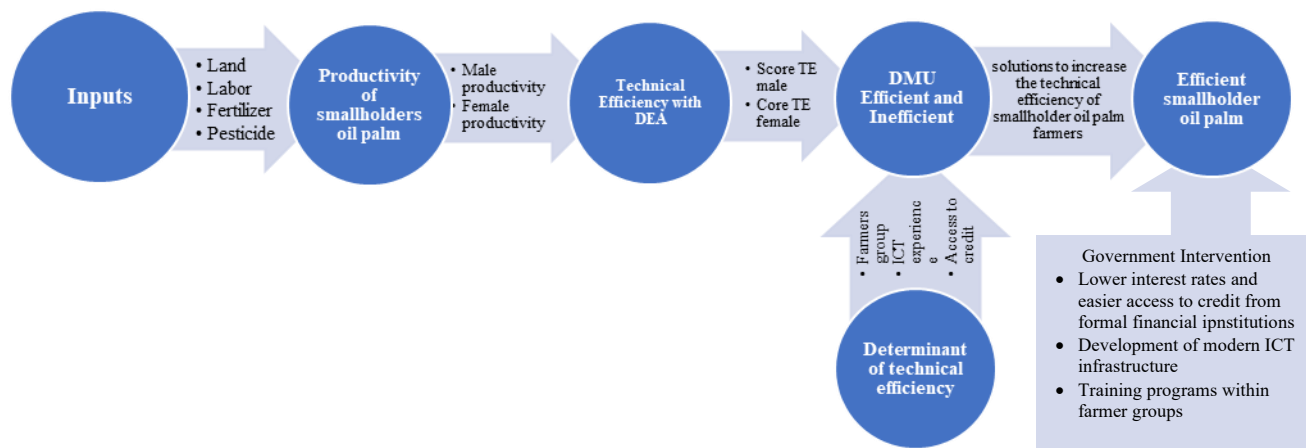 Inputs
• Land
• Labor
• Fertilizer
• Pesticide
Productivity
of
smallholders
oil palm
• Male
productivity
• Female
productivity
Technical
Efficiency with
DEA
• Score TE
male
• Core TE
female
DMU
Efficient and
Inefficient
solutions to increase
the technical
efficiency of
smallholder oil palm
farmers
Efficient
smallholder
oil palm
• Farmers
group
• ICT
experienc
e
• Access to
credit
Determinant
of technical
efficiency
Government Intervention
• Lower interest rates and
easier access to credit from
formal financial ipnstitutions
• Development of modern ICT
infrastructure
• Training programs within
farmer groups